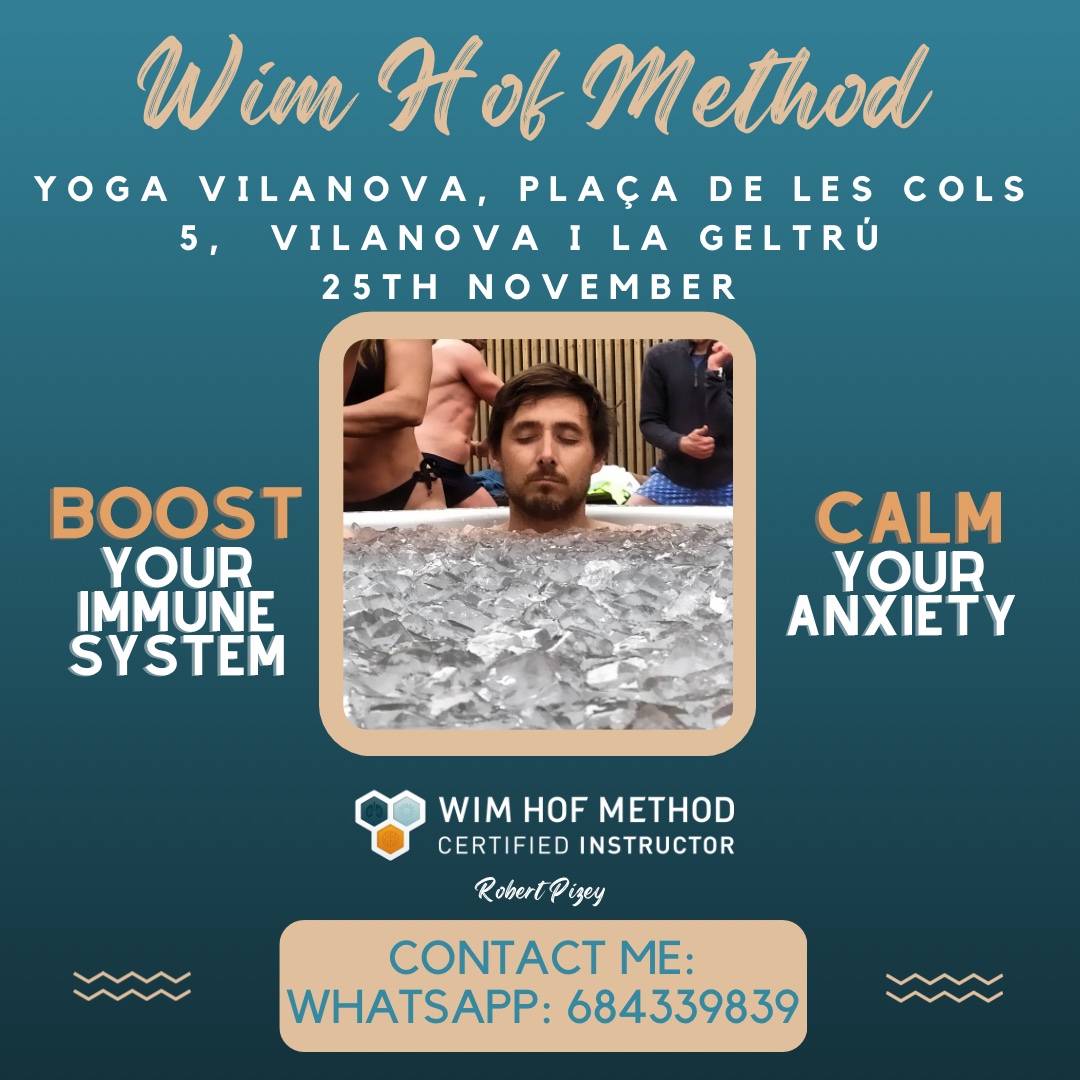 Wim Hof Method
YOGA VILANOVA, PLAÇA DE LES COLS
5, VILANOVA I LA GELTRÚ
25TH NOVEMBER
BOOST
YOUR
IMMUNE
SYSTEM
CALM
YOUR
ANXIETY
WIM HOF METHOD
CERTIFIED INSTRUCTOR
Robert Pizey
CONTACT ME:
WHATSAPP: 684339839